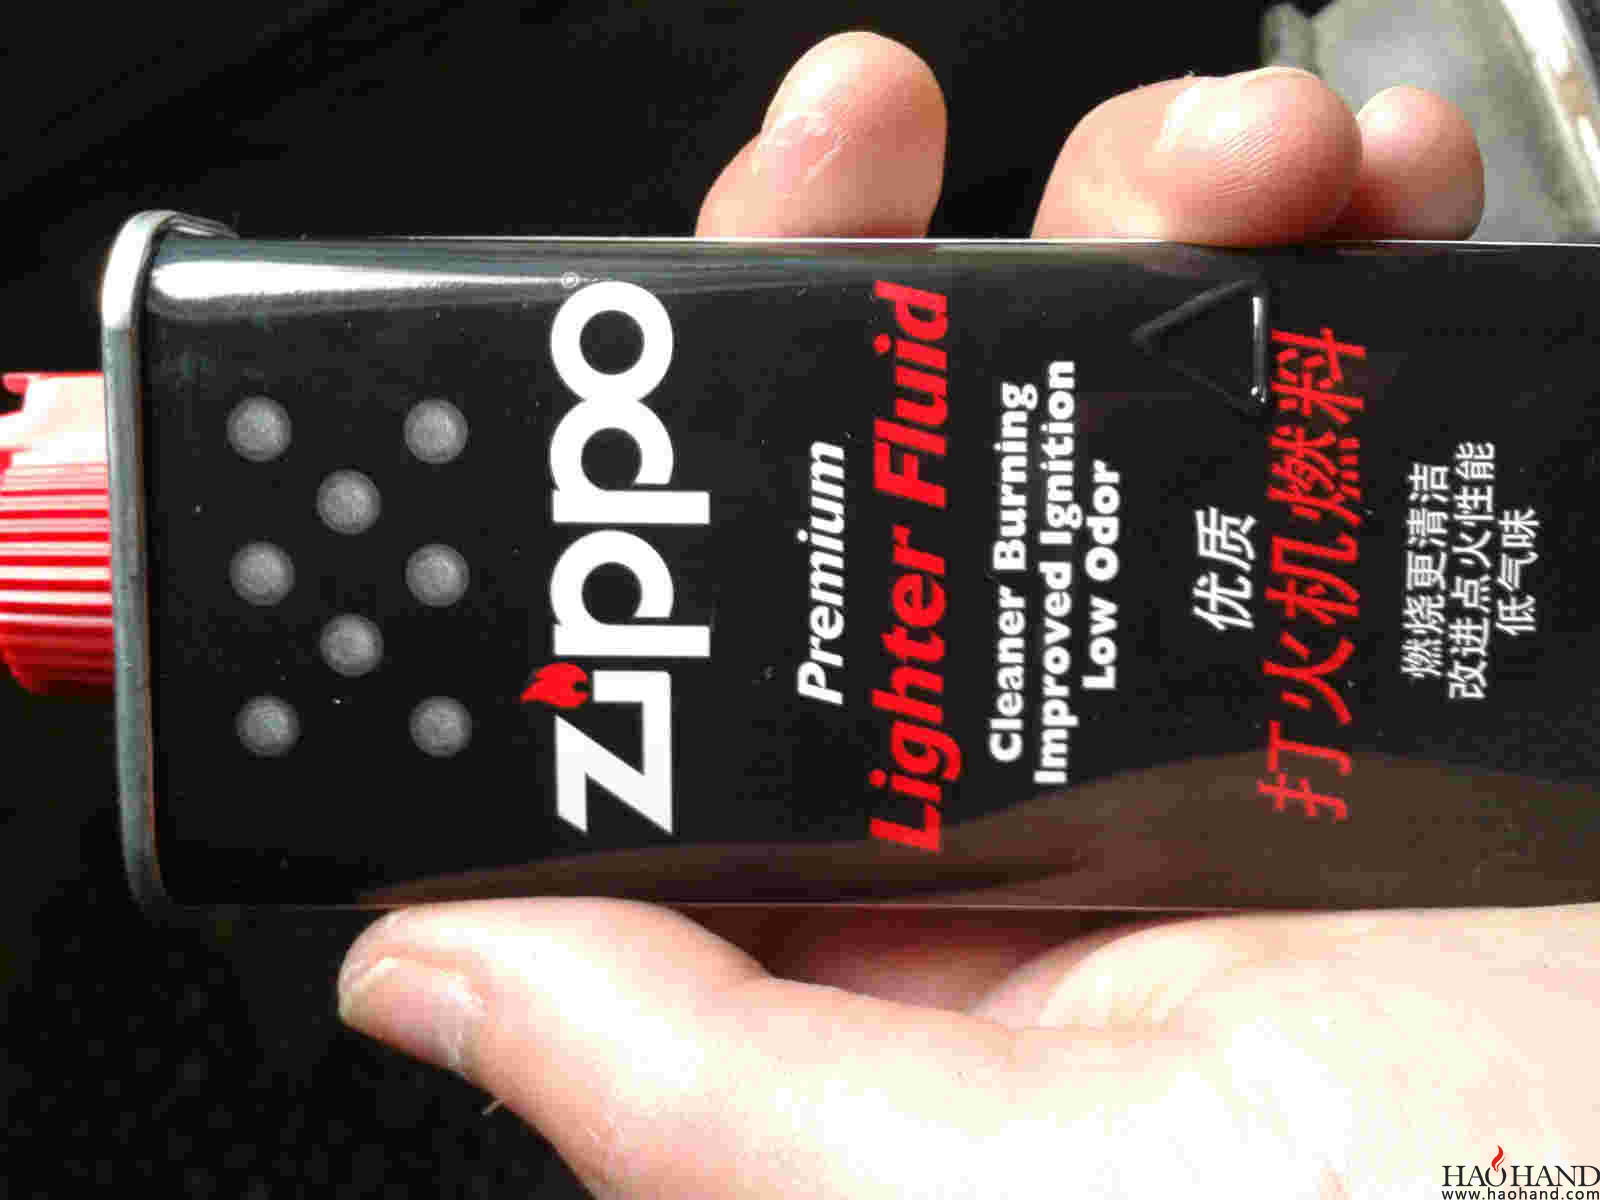 Zippo®
Premium
Lighter Fluid
Cleaner Burning
Improved Ignition
Low Odor
优质
打火机燃料
燃烧更清洁
改进点火性能
低气味
HAOHAND
www.haohand.com